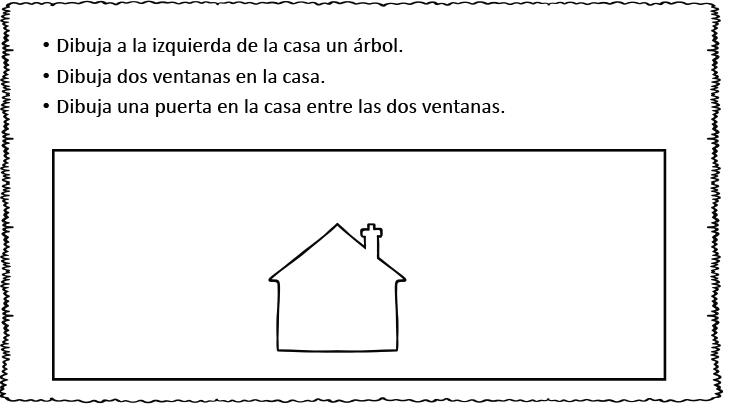 • Dibuja a la izquierda de la casa un árbol.
• Dibuja dos ventanas en la casa.
• Dibuja una puerta en la casa entre las dos ventanas.